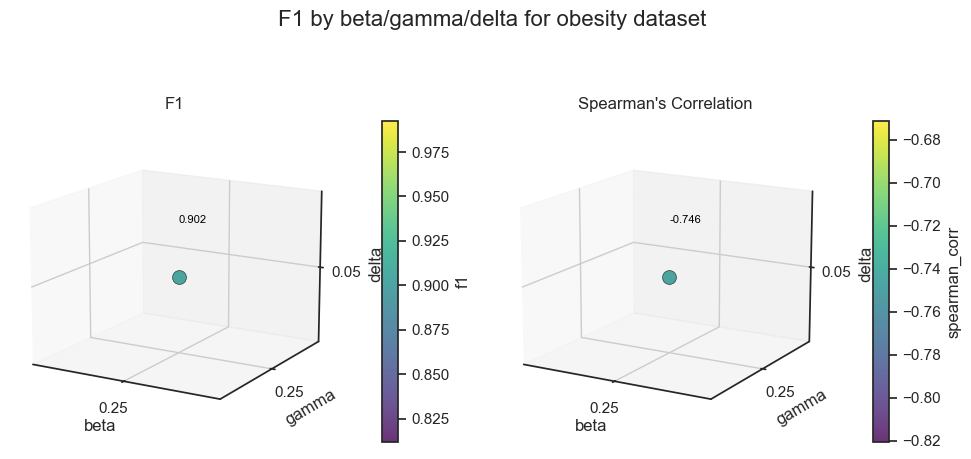 F1 by beta/gamma/delta for obesity dataset
F1
0.902
0.05
delta
0.25
gamma
0.25
beta
0.975
0.950
0.925
0.900
0.875
0.850
0.825
f1
Spearman's Correlation
-0.746
0.05
delta
0.25
gamma
0.25
beta
−0.68
−0.70
−0.72
−0.74
−0.76
−0.78
−0.80
−0.82
spearman_corr